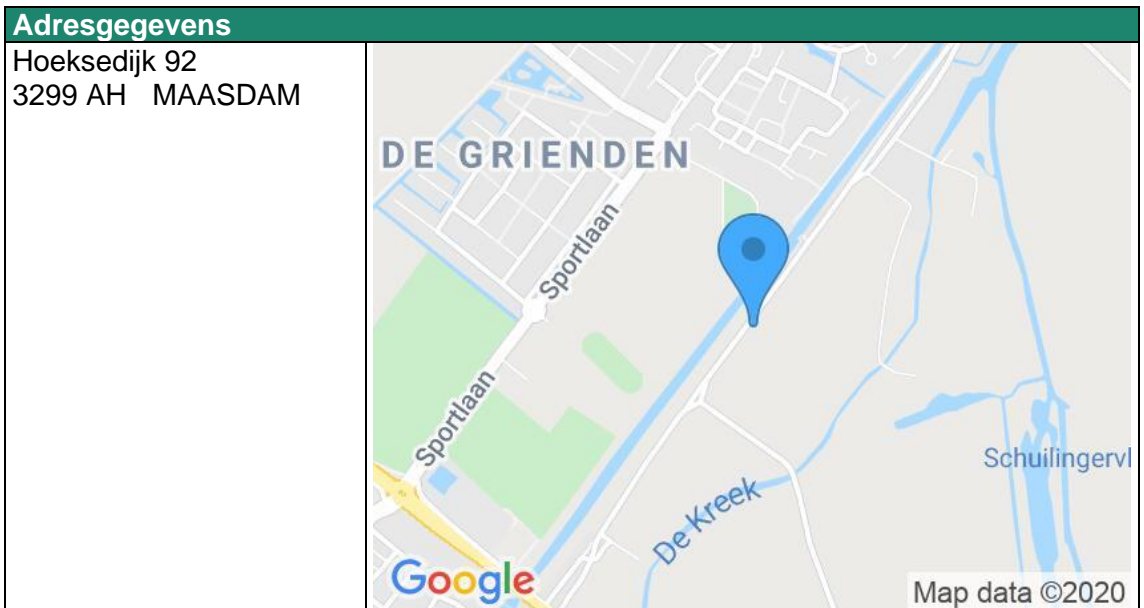 Adresgegevens
Hoeksedijk 92
3299 AH MAASDAM
DE GRIENDEN
Sportlaan
Sportlaan
Schuilingervl
De Kreek
Google
Map data ©2020